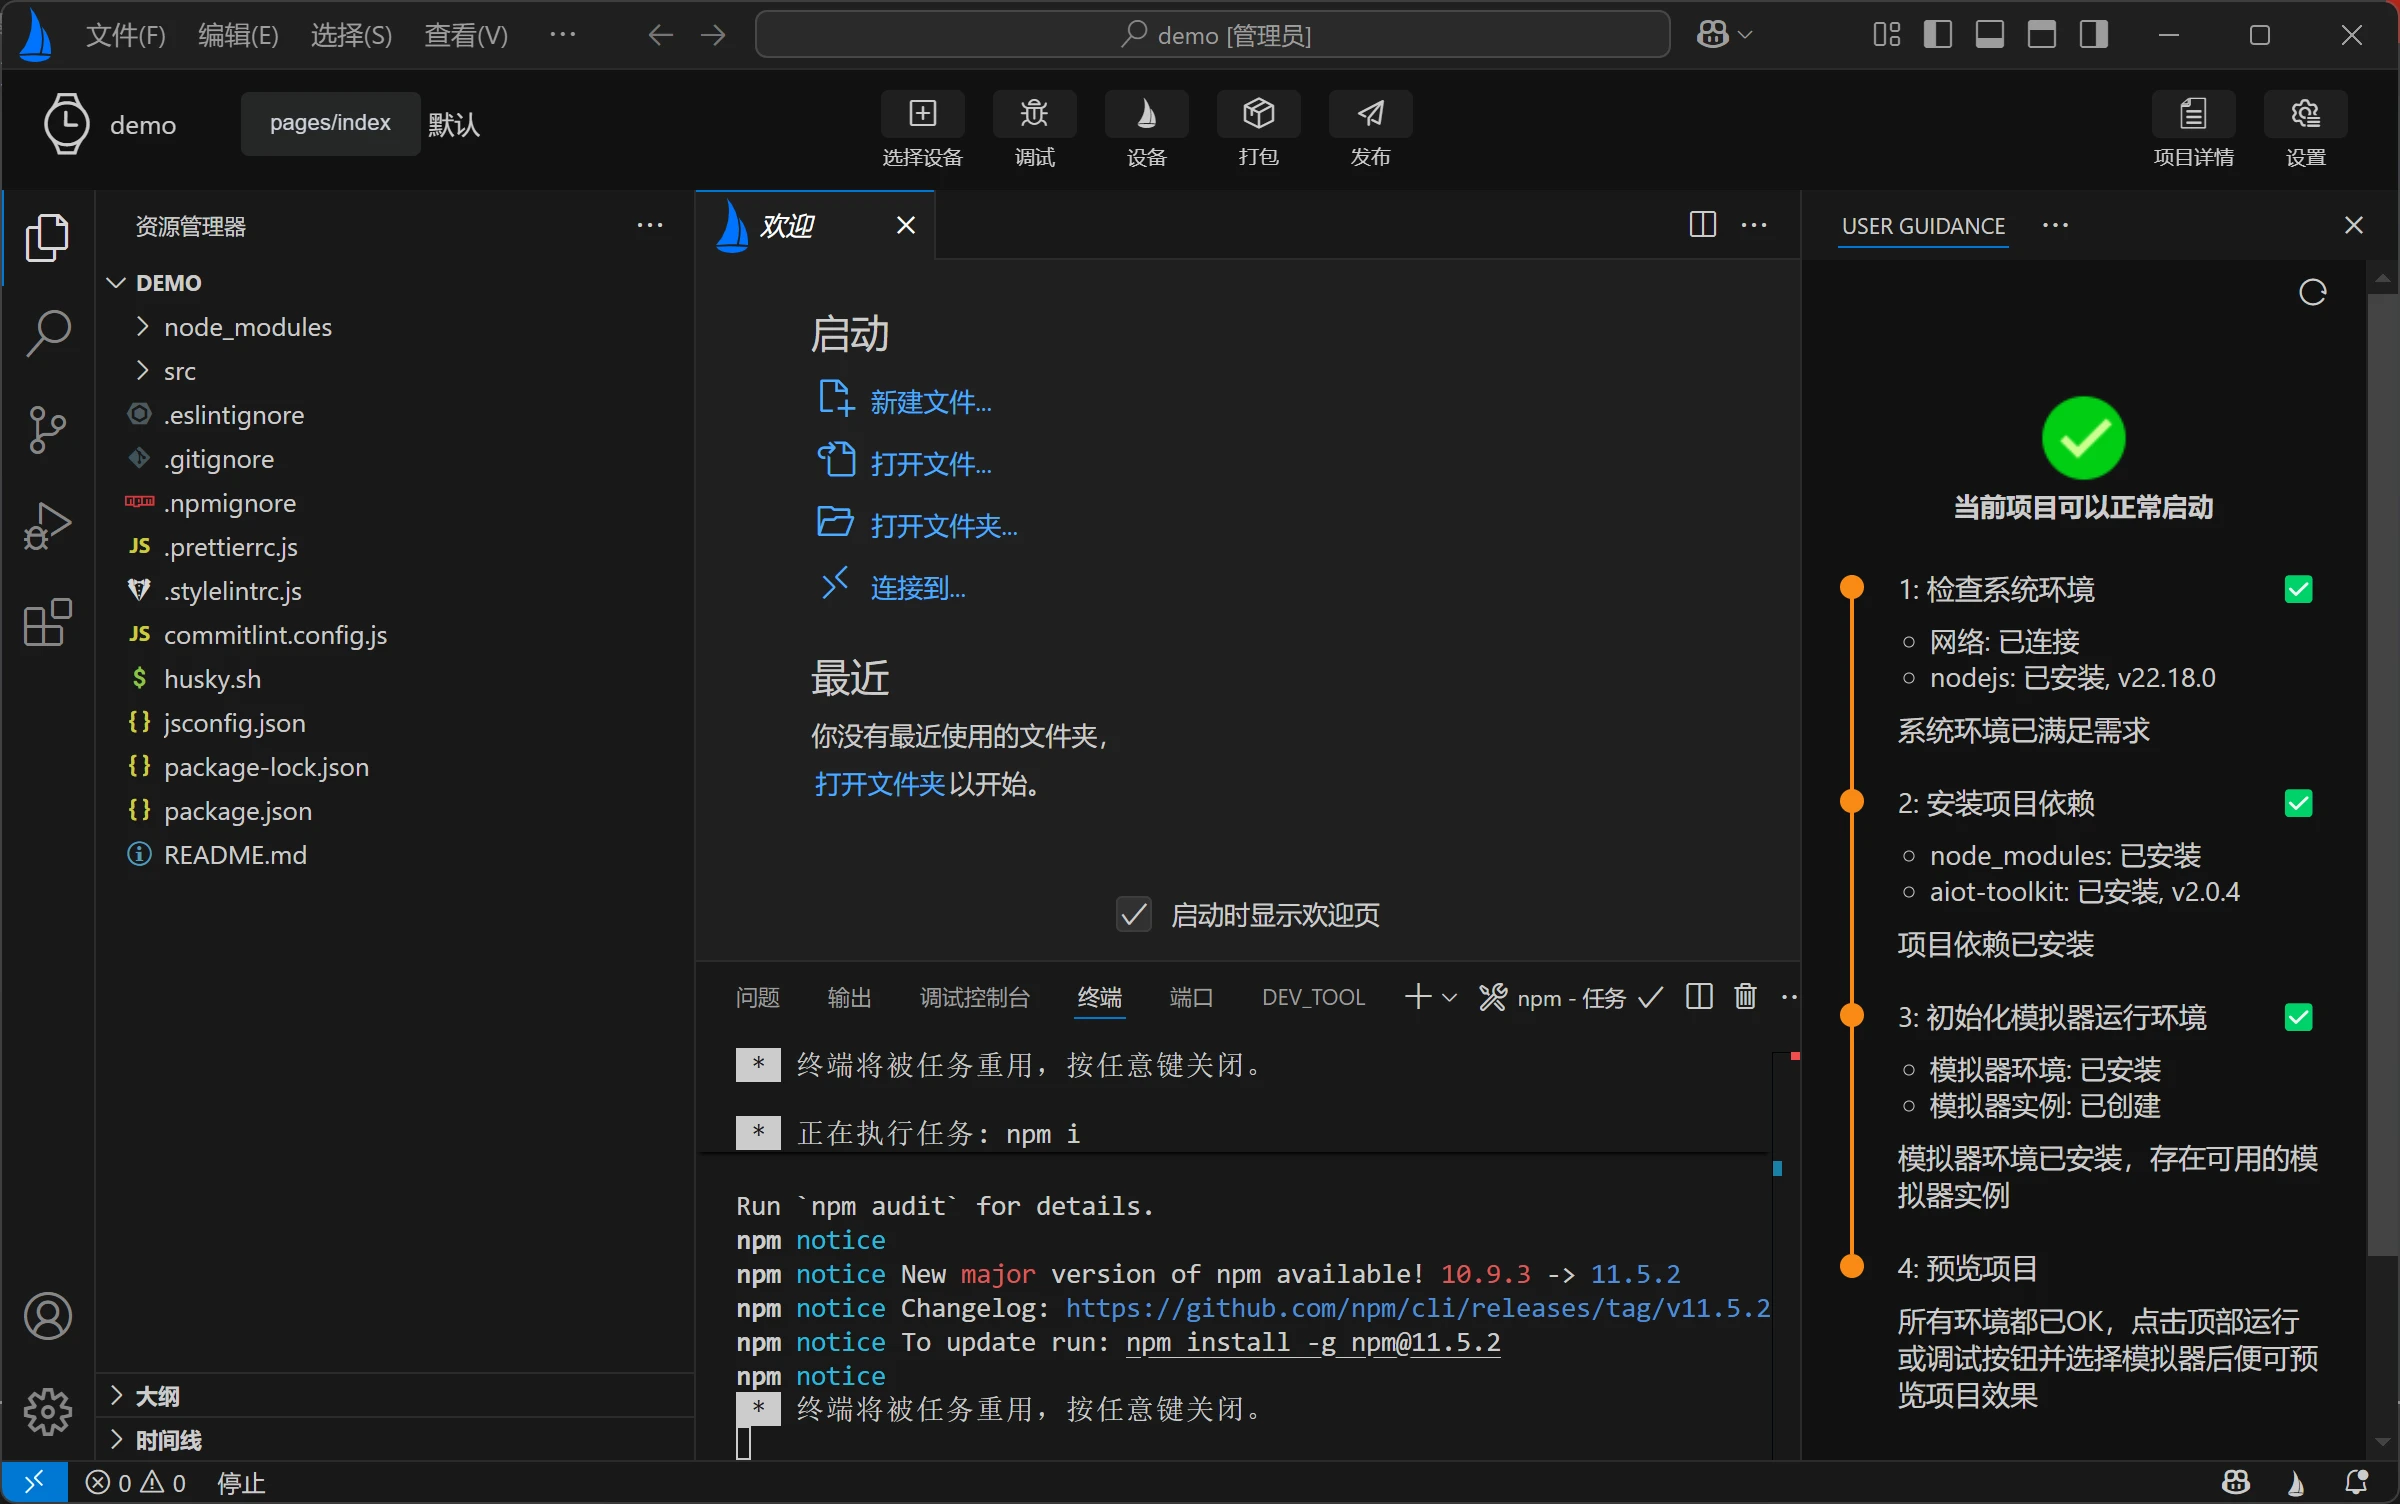 文件(F) 编辑(E) 选择(S) 查看(V) ··· demo [管理员]
demo pages/index 默认
选择设备 调试 设备 打包 发布 项目详情 设置
资源管理器 ···
DEMO
node_modules
src
.eslintignore
.gitignore
npm .npmignore
JS .prettierrc.js
.stylelintrc.js
JS commitlint.config.js
$ husky.sh
{} jsconfig.json
{} package-lock.json
{} package.json
README.md
大纲
时间线
欢迎
启动
新建文件...
打开文件...
打开文件夹...
连接到...
最近
你没有最近使用的文件夹，
打开文件夹以开始。
启动时显示欢迎页
问题 输出 调试控制台 终端 端口 DEV_TOOL npm - 任务
* 终端将被任务重用，按任意键关闭。
* 正在执行任务: npm i
Run `npm audit` for details.
npm notice
npm notice New major version of npm available! 10.9.3 -> 11.5.2
npm notice Changelog: https://github.com/npm/cli/releases/tag/v11.5.2
npm notice To update run: npm install -g npm@11.5.2
npm notice
* 终端将被任务重用，按任意键关闭。
USER GUIDANCE ···
当前项目可以正常启动
1: 检查系统环境
网络: 已连接
nodejs: 已安装, v22.18.0
系统环境已满足需求
2: 安装项目依赖
node_modules: 已安装
aiot-toolkit: 已安装, v2.0.4
项目依赖已安装
3: 初始化模拟器运行环境
模拟器环境: 已安装
模拟器实例: 已创建
模拟器环境已安装，存在可用的模
拟器实例
4: 预览项目
所有环境都已OK，点击顶部运行
或调试按钮并选择模拟器后便可预
览项目效果
0 0 停止